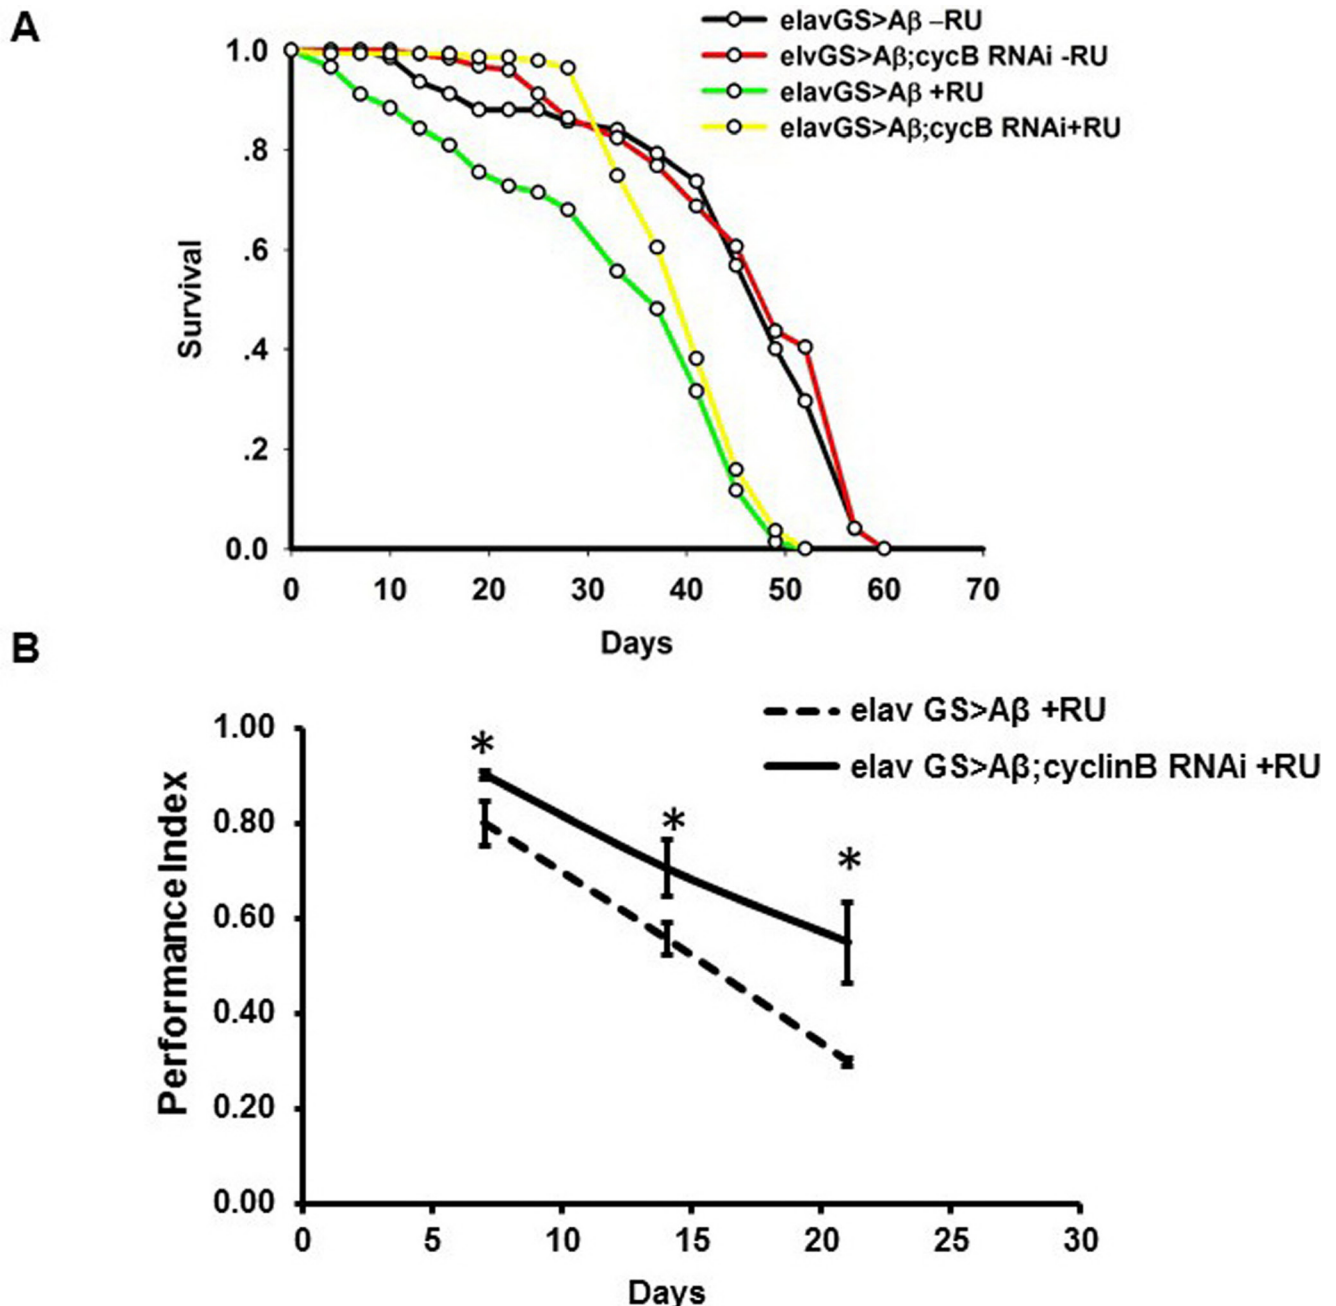 A
elavGS>Aβ –RU
elvGS>Aβ;cycB RNAi -RU
elavGS>Aβ +RU
elavGS>Aβ;cycB RNAi+RU
1.0
.8
.6
.4
.2
0.0
Survival
0 10 20 30 40 50 60 70
Days
B
elav GS>Aβ +RU
elav GS>Aβ;cyclinB RNAi +RU
1.00
0.80
0.60
0.40
0.20
0.00
Performance Index
* * *
0 5 10 15 20 25 30
Days